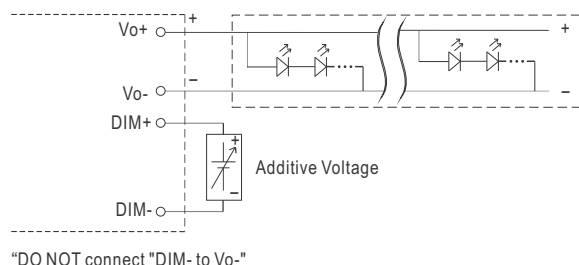 Vo+
+
+
Vo-
−
−
DIM+
+
Additive Voltage
−
DIM-
“DO NOT connect "DIM- to Vo-"